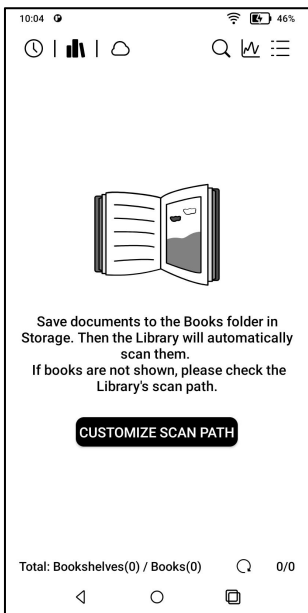 10:04 46%
Save documents to the Books folder in
Storage. Then the Library will automatically
scan them.
If books are not shown, please check the
Library's scan path.
CUSTOMIZE SCAN PATH
Total: Bookshelves(0) / Books(0) 0/0